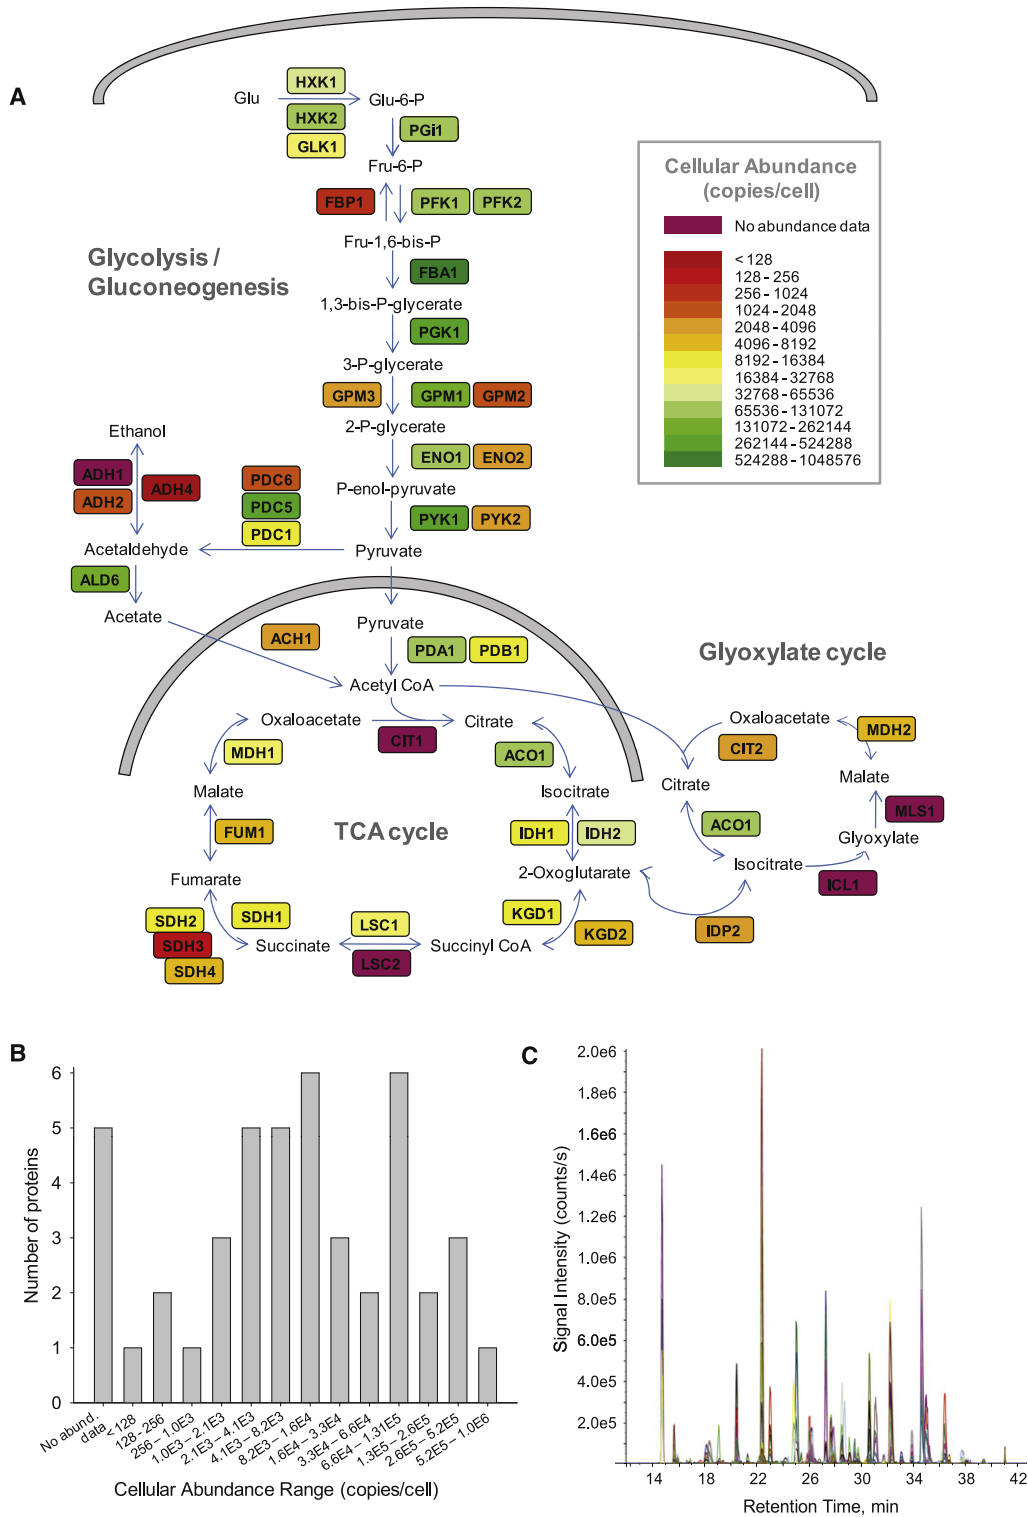 A
Glu
HXK1
HXK2
GLK1
Glu-6-P
PGi1
Fru-6-P
FBP1
PFK1
PFK2
Fru-1,6-bis-P
Glycolysis /
Gluconeogenesis
FBA1
1,3-bis-P-glycerate
PGK1
3-P-glycerate
GPM3
GPM1
GPM2
2-P-glycerate
ENO1
ENO2
P-enol-pyruvate
PYK1
PYK2
Ethanol
ADH1
ADH2
ADH4
PDC6
PDC5
PDC1
Acetaldehyde
Pyruvate
ALD6
Acetate
Cellular Abundance
(copies/cell)
No abundance data
< 128
128 - 256
256 - 1024
1024 - 2048
2048 - 4096
4096 - 8192
8192 - 16384
16384 - 32768
32768 - 65536
65536 - 131072
131072 - 262144
262144 - 524288
524288 - 1048576
Pyruvate
ACH1
PDA1
PDB1
Acetyl CoA
Glyoxylate cycle
Oxaloacetate
CIT1
Citrate
MDH1
ACO1
Malate
Isocitrate
FUM1
TCA cycle
IDH1
IDH2
Fumarate
2-Oxoglutarate
SDH2
SDH1
SDH3
SDH4
Succinate
LSC1
LSC2
Succinyl CoA
KGD1
KGD2
Oxaloacetate
MDH2
CIT2
Citrate
Malate
MLS1
ACO1
Glyoxylate
Isocitrate
ICL1
IDP2
B
Number of proteins
6
5
4
3
2
1
0
No abund.
data
<128
128 - 256
256 - 1.0E3
1.0E3 - 2.1E3
2.1E3 - 4.1E3
4.1E3 - 8.2E3
8.2E3 - 1.6E4
1.6E4 - 3.3E4
3.3E4 - 6.6E4
6.6E4 - 1.31E5
1.3E5 - 2.6E5
2.6E5 - 5.2E5
5.2E5 - 1.0E6
Cellular Abundance Range (copies/cell)
C
Signal Intensity (counts/s)
2.0e6
1.8e6
1.6e6
1.4e6
1.2e6
1.0e6
8.0e5
6.0e5
4.0e5
2.0e5
14 18 22 26 30 34 38 42
Retention Time, min